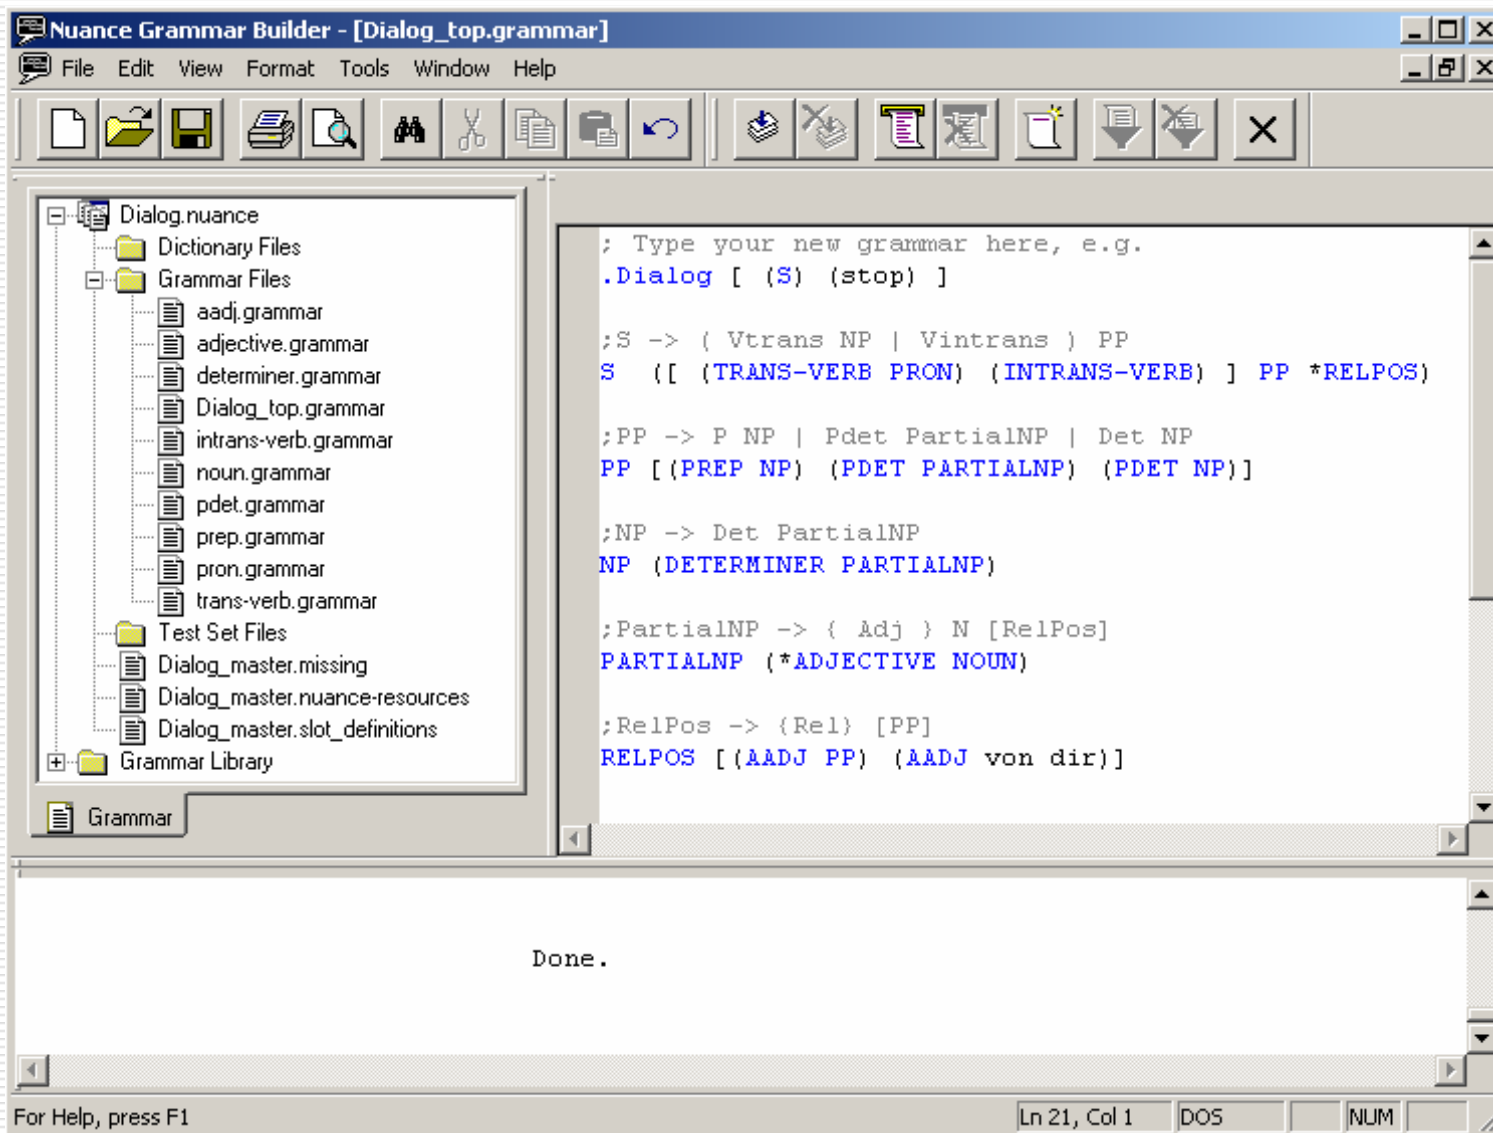 Nuance Grammar Builder - [Dialog_top.grammar]
File Edit View Format Tools Window Help
Dialog.nuance
Dictionary Files
Grammar Files
aadj.grammar
adjective.grammar
determiner.grammar
Dialog_top.grammar
intrans-verb.grammar
noun.grammar
pdet.grammar
prep.grammar
pron.grammar
trans-verb.grammar
Test Set Files
Dialog_master.missing
Dialog_master.nuance-resources
Dialog_master.slot_definitions
Grammar Library
Grammar
; Type your new grammar here, e.g.
.Dialog [ (S) (stop) ]
;S -> ( Vtrans NP | Vintrans ) PP
S ([ (TRANS-VERB PRON) (INTRANS-VERB) ] PP *RELPOS)
;PP -> P NP | Pdet PartialNP | Det NP
PP [(PREP NP) (PDET PARTIALNP) (PDET NP)]
;NP -> Det PartialNP
NP (DETERMINER PARTIALNP)
;PartialNP -> { Adj } N [RelPos]
PARTIALNP (*ADJECTIVE NOUN)
;RelPos -> {Rel} [PP]
RELPOS [(AADJ PP) (AADJ von dir)]
Done.
For Help, press F1
Ln 21, Col 1 DOS NUM